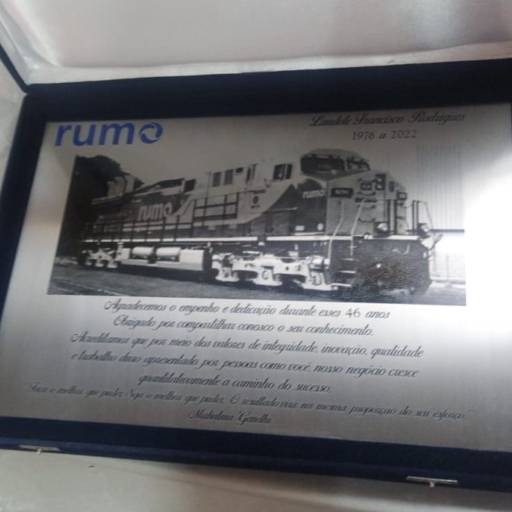 rumo
Laudelo Francisco Rodrigues
1976 a 2022
rumo
rumo
Agradecemos o empenho e dedicação durante esses 46 anos
Obrigado por compartilhar conosco o seu conhecimento.
Acreditamos que por meio dos valores de integridade, inovação, qualidade
e trabalho duro apresentado por pessoas como você, nosso negócio cresce
quantitativamente a caminho do sucesso.
"Faça o melhor que puder. Seja o melhor que puder. O resultado virá na mesma proporção do seu esforço."
Mahatma Gandhi